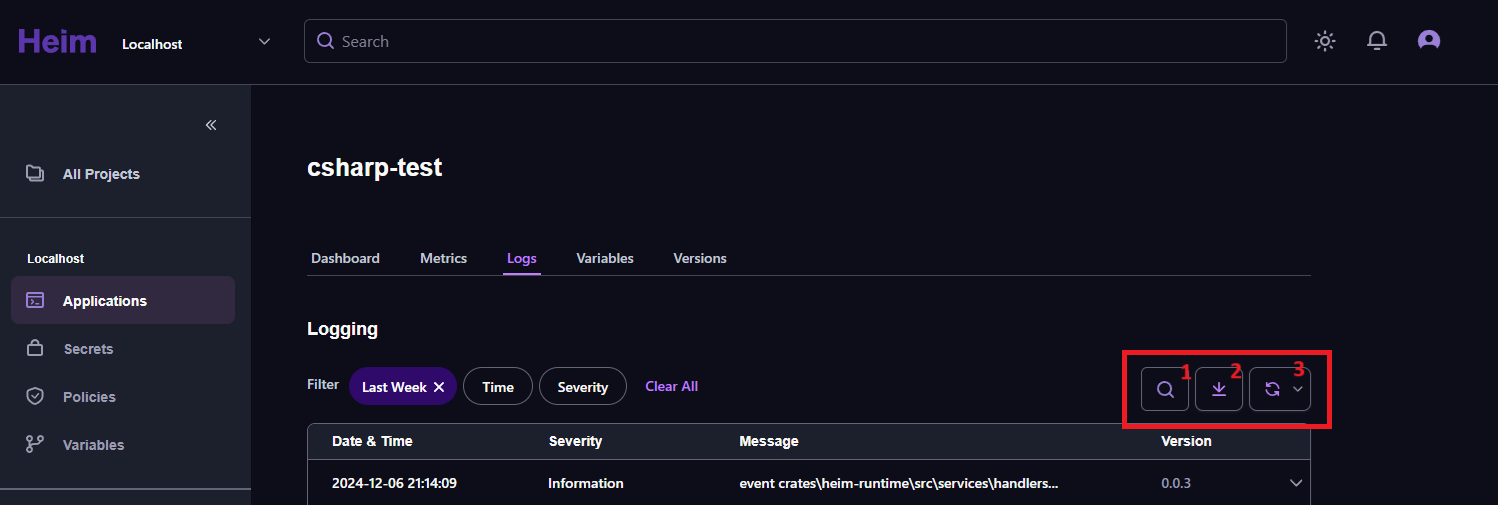 Heim Localhost Search
All Projects
csharp-test
Localhost
Dashboard Metrics Logs Variables Versions
Applications
Secrets
Policies
Variables
Logging
Filter Last Week Time Severity Clear All 1 2 3
Date & Time Severity Message Version
2024-12-06 21:14:09 Information event crates\heim-runtime\src\services\handlers... 0.0.3